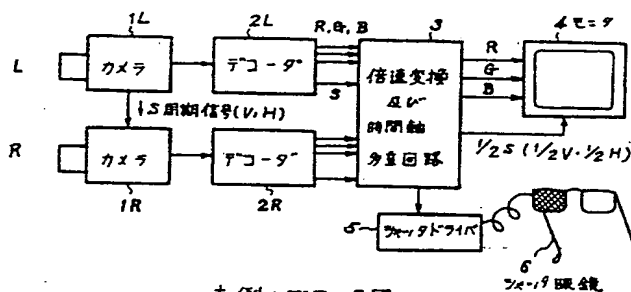 1L
2L
R,G,B
3
4モニタ
L
カメラ
デコーダ
倍速変換
及び
時間軸
多重回路
R
G
B
S
↓S周期信号(V,H)
R
カメラ
デコーダ
1/2S(1/2V・1/2H)
1R
2R
5
シャッタドライバ
6
シャッタ眼鏡